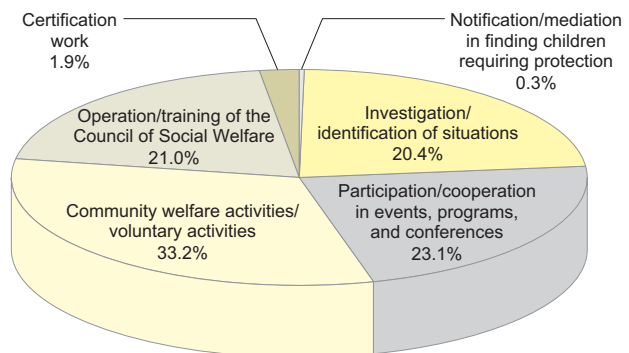 Certification
work
1.9%
Notification/mediation
in finding children
requiring protection
0.3%
Operation/training of the
Council of Social Welfare
21.0%
Investigation/
identification of situations
20.4%
Community welfare activities/
voluntary activities
33.2%
Participation/cooperation
in events, programs,
and conferences
23.1%